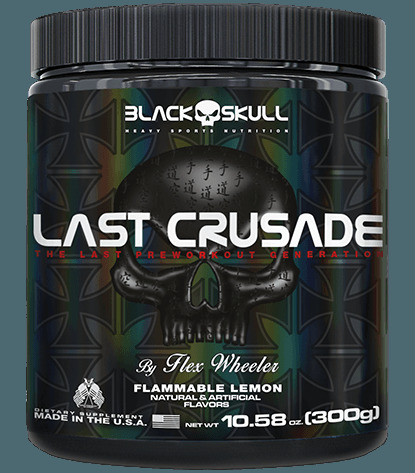 BLACK SKULL
HEAVY SPORTS NUTRITION
LAST CRUSADE
THE LAST PREWORKOUT GENERATION
By Flex Wheeler
FLAMMABLE LEMON
NATURAL & ARTIFICIAL
FLAVORS
DIETARY SUPPLEMENT
MADE IN THE U.S.A.
NET WT 10.58 oz.(300g)